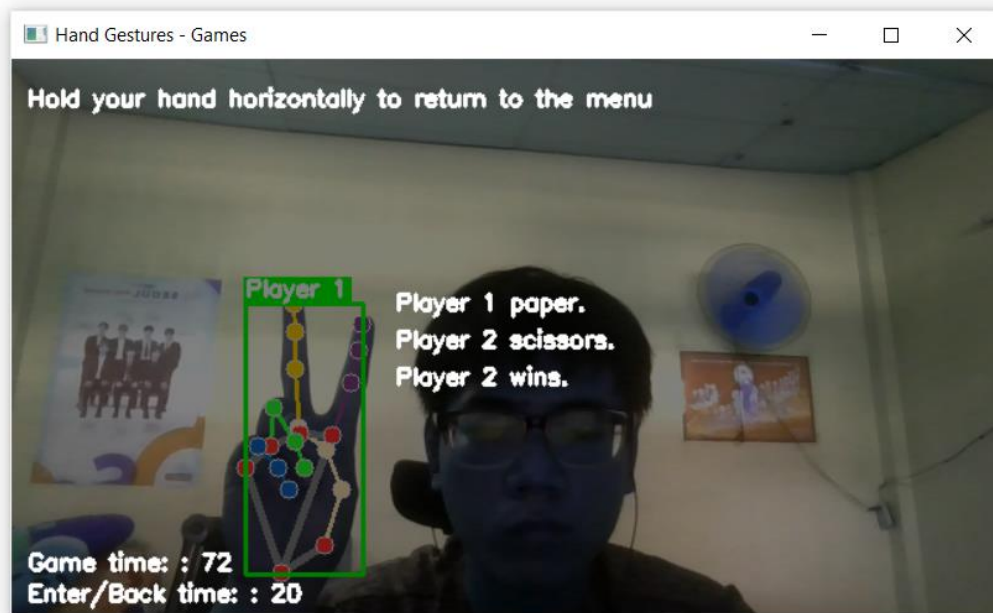 Hand Gestures - Games
Hold your hand horizontally to return to the menu
Player 1
Player 1 paper.
Player 2 scissors.
Player 2 wins.
Game time: : 72
Enter/Back time: : 20